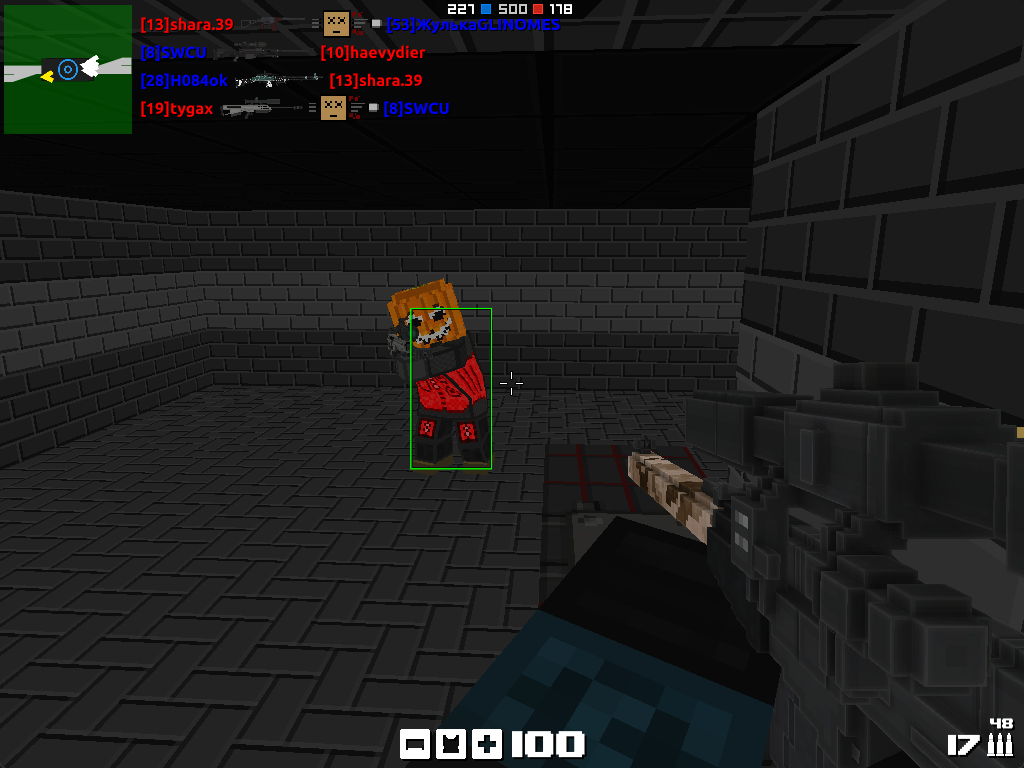 227 500 178
[13]shara.39 [53]ЖулькаGLINOMES
[8]SWCU [10]haevydier
[28]H084ok [13]shara.39
[19]tygax [8]SWCU
100
48
17